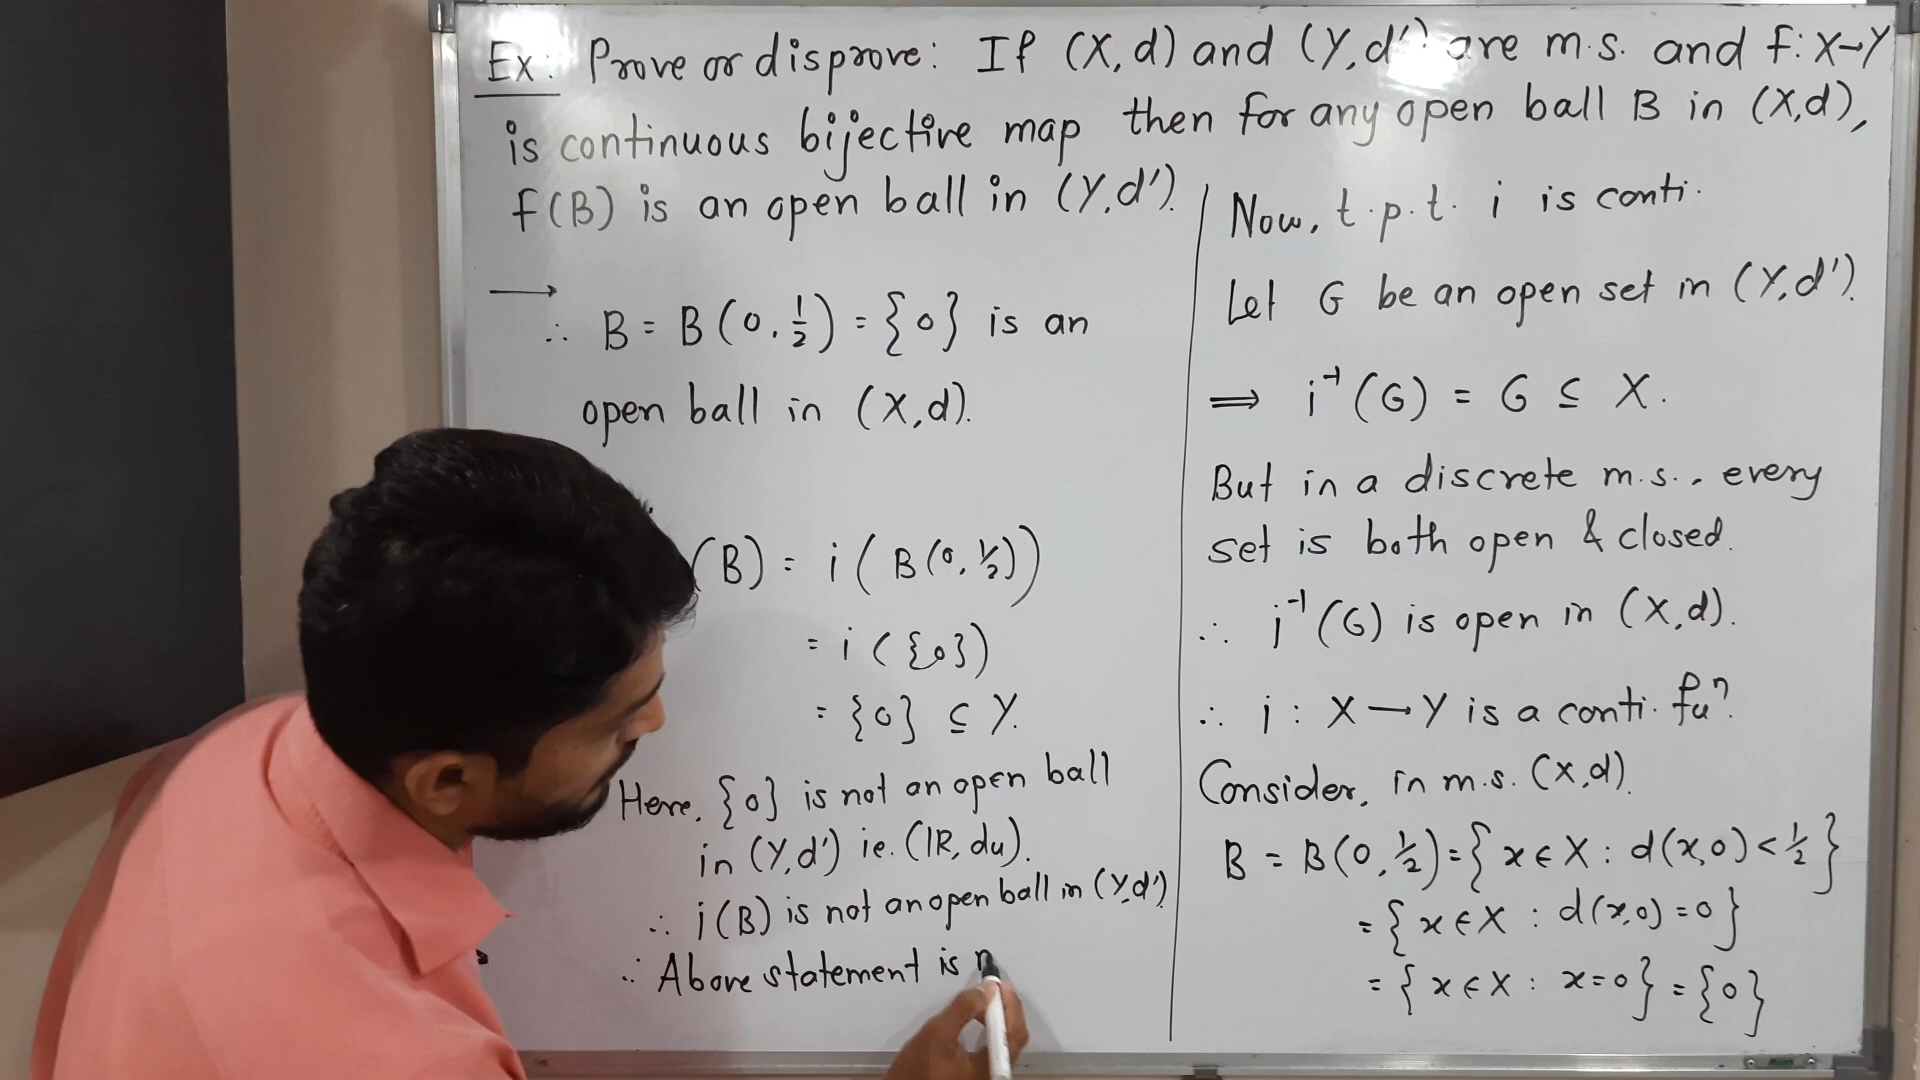 Ex: Prove or disprove: If (X,d) and (Y,d') are m.s. and f: X→Y
is continuous bijective map then for any open ball B in (X,d),
f(B) is an open ball in (Y,d').
→
∴ B = B(0, 1/2) = {0} is an
open ball in (X,d).
(B) = i(B(0, 1/2))
= i({0})
= {0} ⊆ Y.
Here, {0} is not an open ball
in (Y,d') ie. (IR, du).
∴ i(B) is not an open ball in (Y,d')
∴ Above statement is n
Now, t.p.t. i is conti.
Let G be an open set in (Y,d').
⟹ i⁻¹(G) = G ⊆ X.
But in a discrete m.s., every
set is both open & closed.
∴ i⁻¹(G) is open in (X,d).
∴ i : X → Y is a conti. fuⁿ.
Consider, in m.s. (X,d).
B = B(0, 1/2) = {x ∈ X : d(x,0) < 1/2}
= {x ∈ X : d(x,0) = 0}
= {x ∈ X : x = 0} = {0}